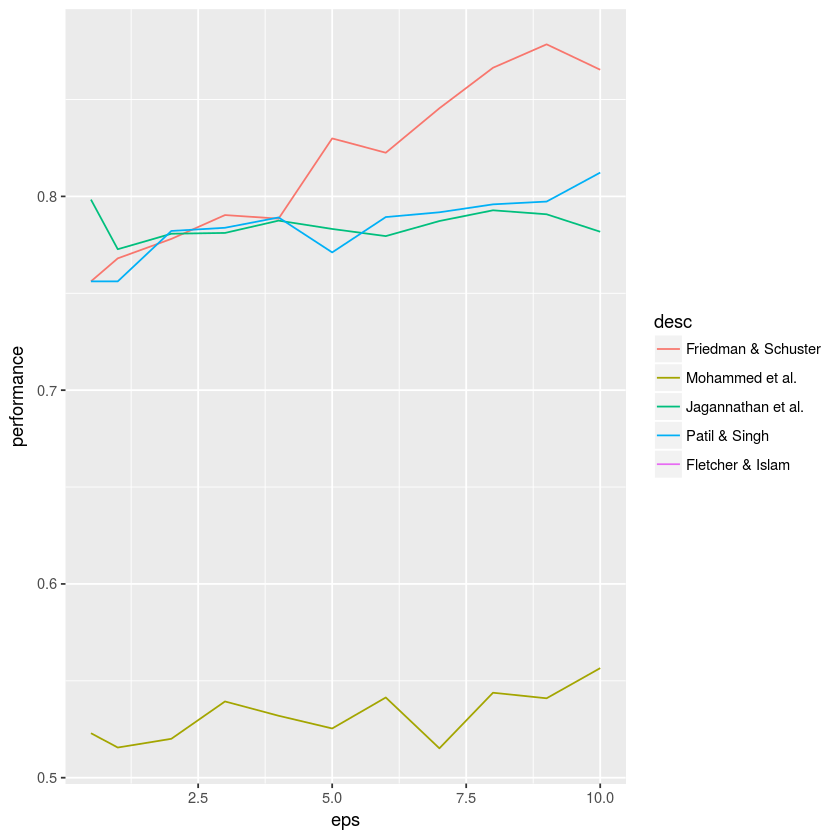 performance
0.8
0.7
0.6
0.5
2.5 5.0 7.5 10.0
eps
desc
Friedman & Schuster
Mohammed et al.
Jagannathan et al.
Patil & Singh
Fletcher & Islam